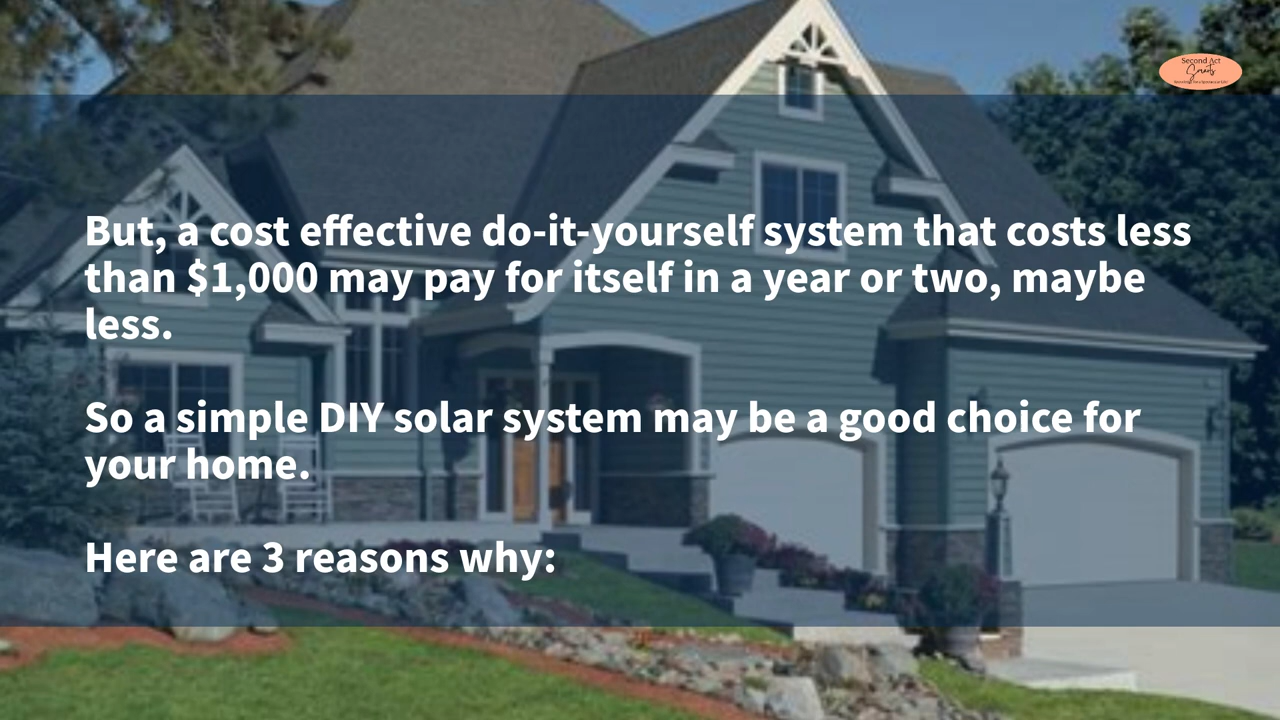 Second Act
Grants
But, a cost effective do-it-yourself system that costs less
than $1,000 may pay for itself in a year or two, maybe
less.
So a simple DIY solar system may be a good choice for
your home.
Here are 3 reasons why: